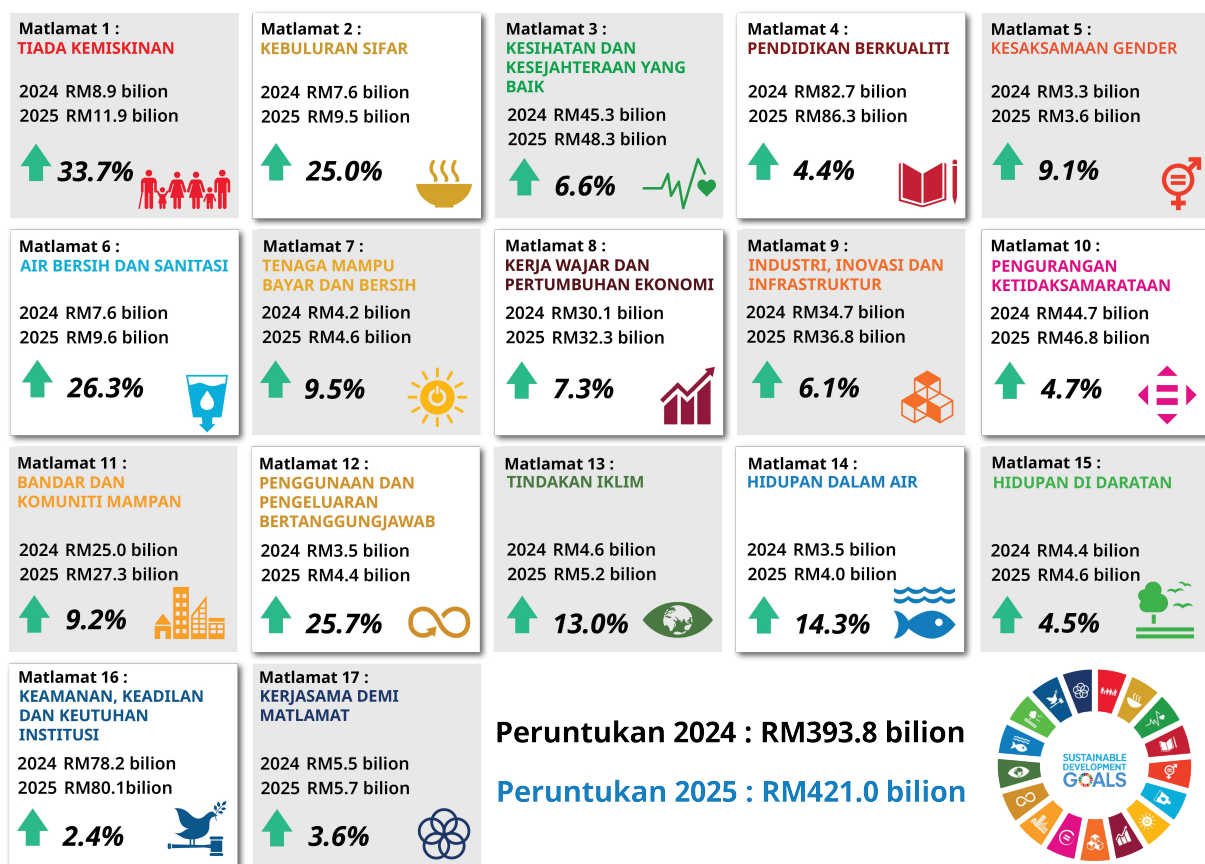 Matlamat 1 :
TIADA KEMISKINAN
2024 RM8.9 bilion
2025 RM11.9 bilion
33.7%
Matlamat 2 :
KEBULURAN SIFAR
2024 RM7.6 bilion
2025 RM9.5 bilion
25.0%
Matlamat 3 :
KESIHATAN DAN
KESEJAHTERAAN YANG
BAIK
2024 RM45.3 bilion
2025 RM48.3 bilion
6.6%
Matlamat 4 :
PENDIDIKAN BERKUALITI
2024 RM82.7 bilion
2025 RM86.3 bilion
4.4%
Matlamat 5 :
KESAKSAMAAN GENDER
2024 RM3.3 bilion
2025 RM3.6 bilion
9.1%
Matlamat 6 :
AIR BERSIH DAN SANITASI
2024 RM7.6 bilion
2025 RM9.6 bilion
26.3%
Matlamat 7 :
TENAGA MAMPU
BAYAR DAN BERSIH
2024 RM4.2 bilion
2025 RM4.6 bilion
9.5%
Matlamat 8 :
KERJA WAJAR DAN
PERTUMBUHAN EKONOMI
2024 RM30.1 bilion
2025 RM32.3 bilion
7.3%
Matlamat 9 :
INDUSTRI, INOVASI DAN
INFRASTRUKTUR
2024 RM34.7 bilion
2025 RM36.8 bilion
6.1%
Matlamat 10 :
PENGURANGAN
KETIDAKSAMARATAAN
2024 RM44.7 bilion
2025 RM46.8 bilion
4.7%
Matlamat 11 :
BANDAR DAN
KOMUNITI MAMPAN
2024 RM25.0 bilion
2025 RM27.3 bilion
9.2%
Matlamat 12 :
PENGGUNAAN DAN
PENGELUARAN
BERTANGGUNGJAWAB
2024 RM3.5 bilion
2025 RM4.4 bilion
25.7%
Matlamat 13 :
TINDAKAN IKLIM
2024 RM4.6 bilion
2025 RM5.2 bilion
13.0%
Matlamat 14 :
HIDUPAN DALAM AIR
2024 RM3.5 bilion
2025 RM4.0 bilion
14.3%
Matlamat 15 :
HIDUPAN DI DARATAN
2024 RM4.4 bilion
2025 RM4.6 bilion
4.5%
Matlamat 16 :
KEAMANAN, KEADILAN
DAN KEUTUHAN
INSTITUSI
2024 RM78.2 bilion
2025 RM80.1bilion
2.4%
Matlamat 17 :
KERJASAMA DEMI
MATLAMAT
2024 RM5.5 bilion
2025 RM5.7 bilion
3.6%
Peruntukan 2024 : RM393.8 bilion
Peruntukan 2025 : RM421.0 bilion
SUSTAINABLE
DEVELOPMENT
GOALS